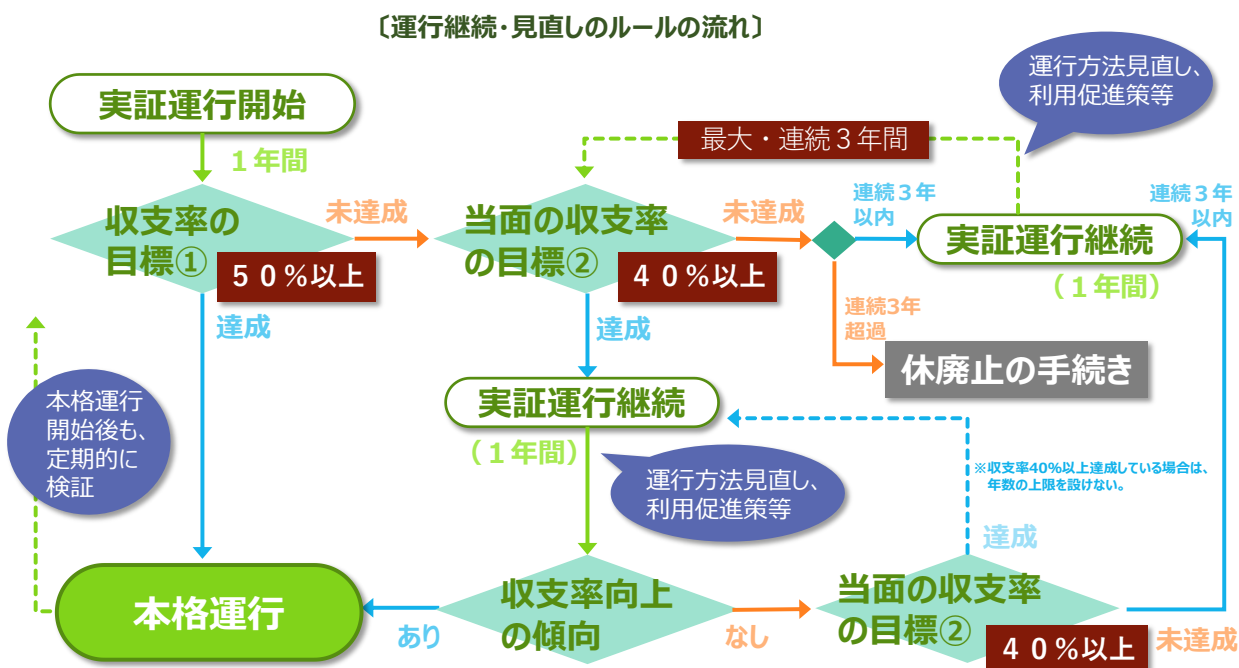 〔運行継続・見直しのルールの流れ〕
運行方法見直し、
利用促進策等
実証運行開始
最大・連続３年間
１年間
収支率の
目標①
５０%以上
未達成
当面の収支率
の目標②
４０%以上
未達成
連続３年
以内
実証運行継続
（１年間）
連続３年
以内
達成
達成
連続3年
超過
休廃止の手続き
本格運行
開始後も、
定期的に
検証
実証運行継続
（１年間）
運行方法見直し、
利用促進策等
※収支率40%以上達成している場合は、
年数の上限を設けない。
達成
本格運行
あり
収支率向上
の傾向
なし
当面の収支率
の目標②
４０%以上
未達成